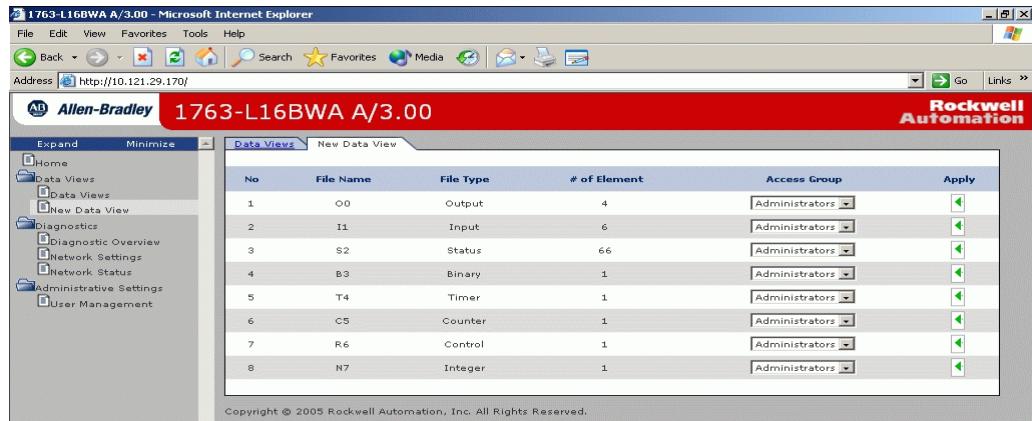 1763-L16BWA A/3.00 - Microsoft Internet Explorer
File Edit View Favorites Tools Help
Back Search Favorites Media
Address http://10.121.29.170/ Go Links »
AB Allen-Bradley 1763-L16BWA A/3.00 Rockwell Automation
Expand Minimize
Home
Data Views
Data Views
New Data View
Diagnostics
Diagnostic Overview
Network Settings
Network Status
Administrative Settings
User Management
Data Views New Data View
No File Name File Type # of Element Access Group Apply
1 O0 Output 4 Administrators
2 I1 Input 6 Administrators
3 S2 Status 66 Administrators
4 B3 Binary 1 Administrators
5 T4 Timer 1 Administrators
6 C5 Counter 1 Administrators
7 R6 Control 1 Administrators
8 N7 Integer 1 Administrators
Copyright © 2005 Rockwell Automation, Inc. All Rights Reserved.